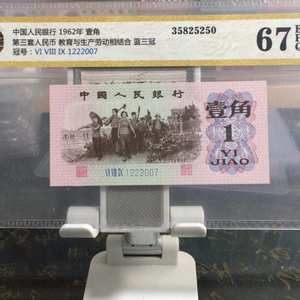 中国人民银行 1962年 壹角
35825250
第三套人民币 教育与生产劳动相结合 蓝三冠
冠号: VI VIII IX 1222007
67
中国人民银行
壹角
1
YI
JIAO
VI VIII IX 1222007